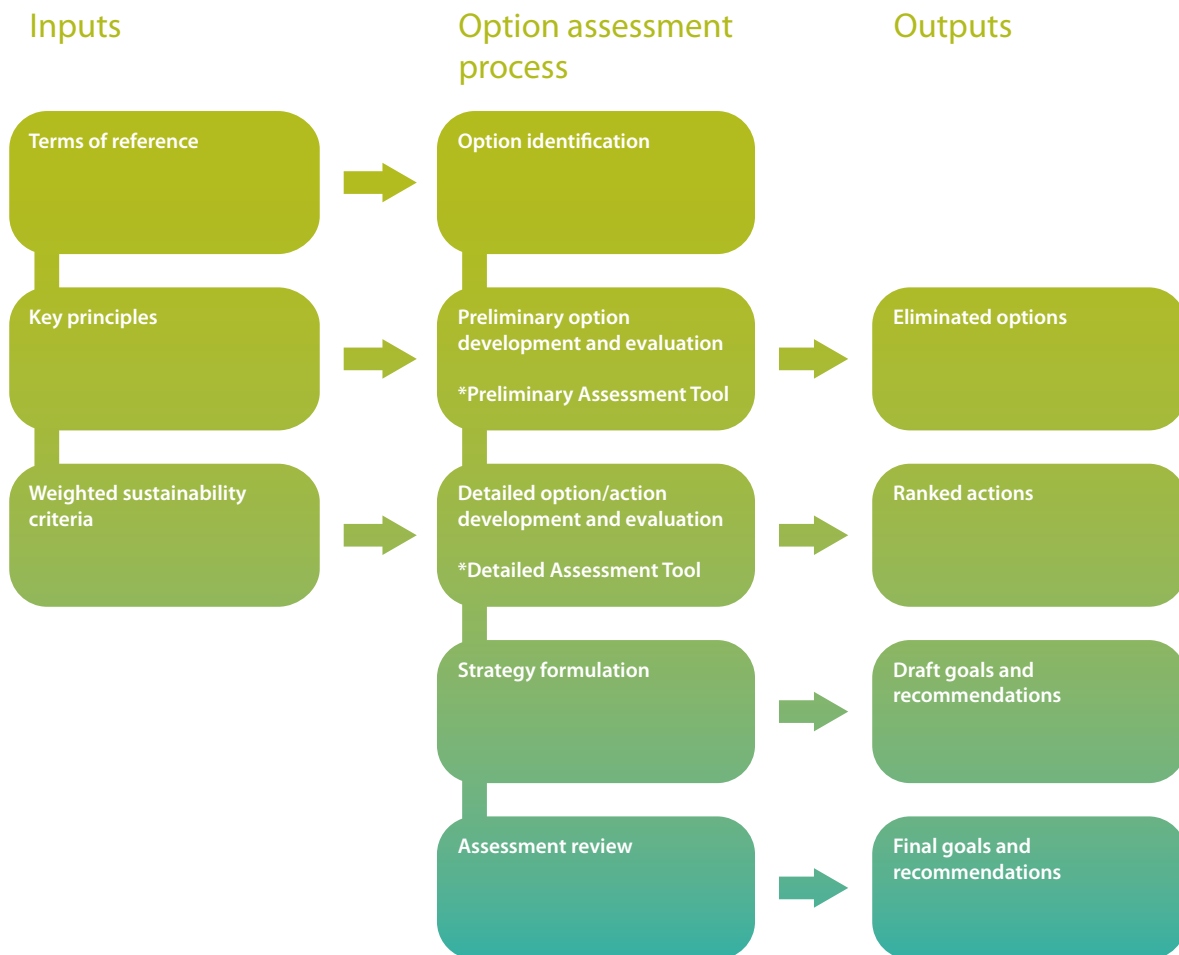 Inputs
Option assessment
process
Outputs
Terms of reference
Option identification
Key principles
Preliminary option
development and evaluation
*Preliminary Assessment Tool
Eliminated options
Weighted sustainability
criteria
Detailed option/action
development and evaluation
*Detailed Assessment Tool
Ranked actions
Strategy formulation
Draft goals and
recommendations
Assessment review
Final goals and
recommendations